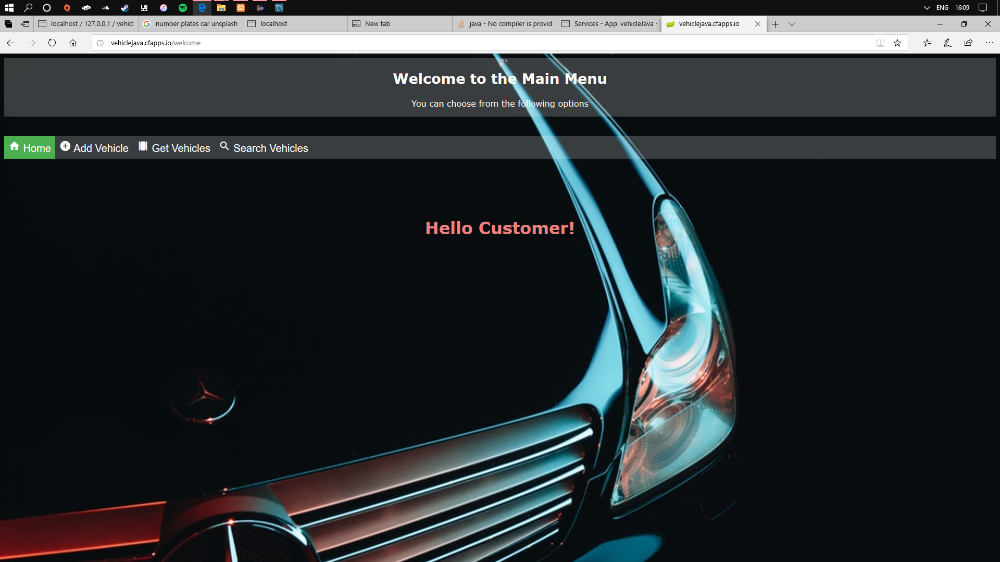 ENG 16:09
localhost / 127.0.0.1 / vehicl
number plates car unsplash
localhost
New tab
java - No compiler is provid
Services - App: vehicleJava -
vehiclejava.cfapps.io
vehiclejava.cfapps.io/welcome
Welcome to the Main Menu
You can choose from the following options
Home Add Vehicle Get Vehicles Search Vehicles
Hello Customer!